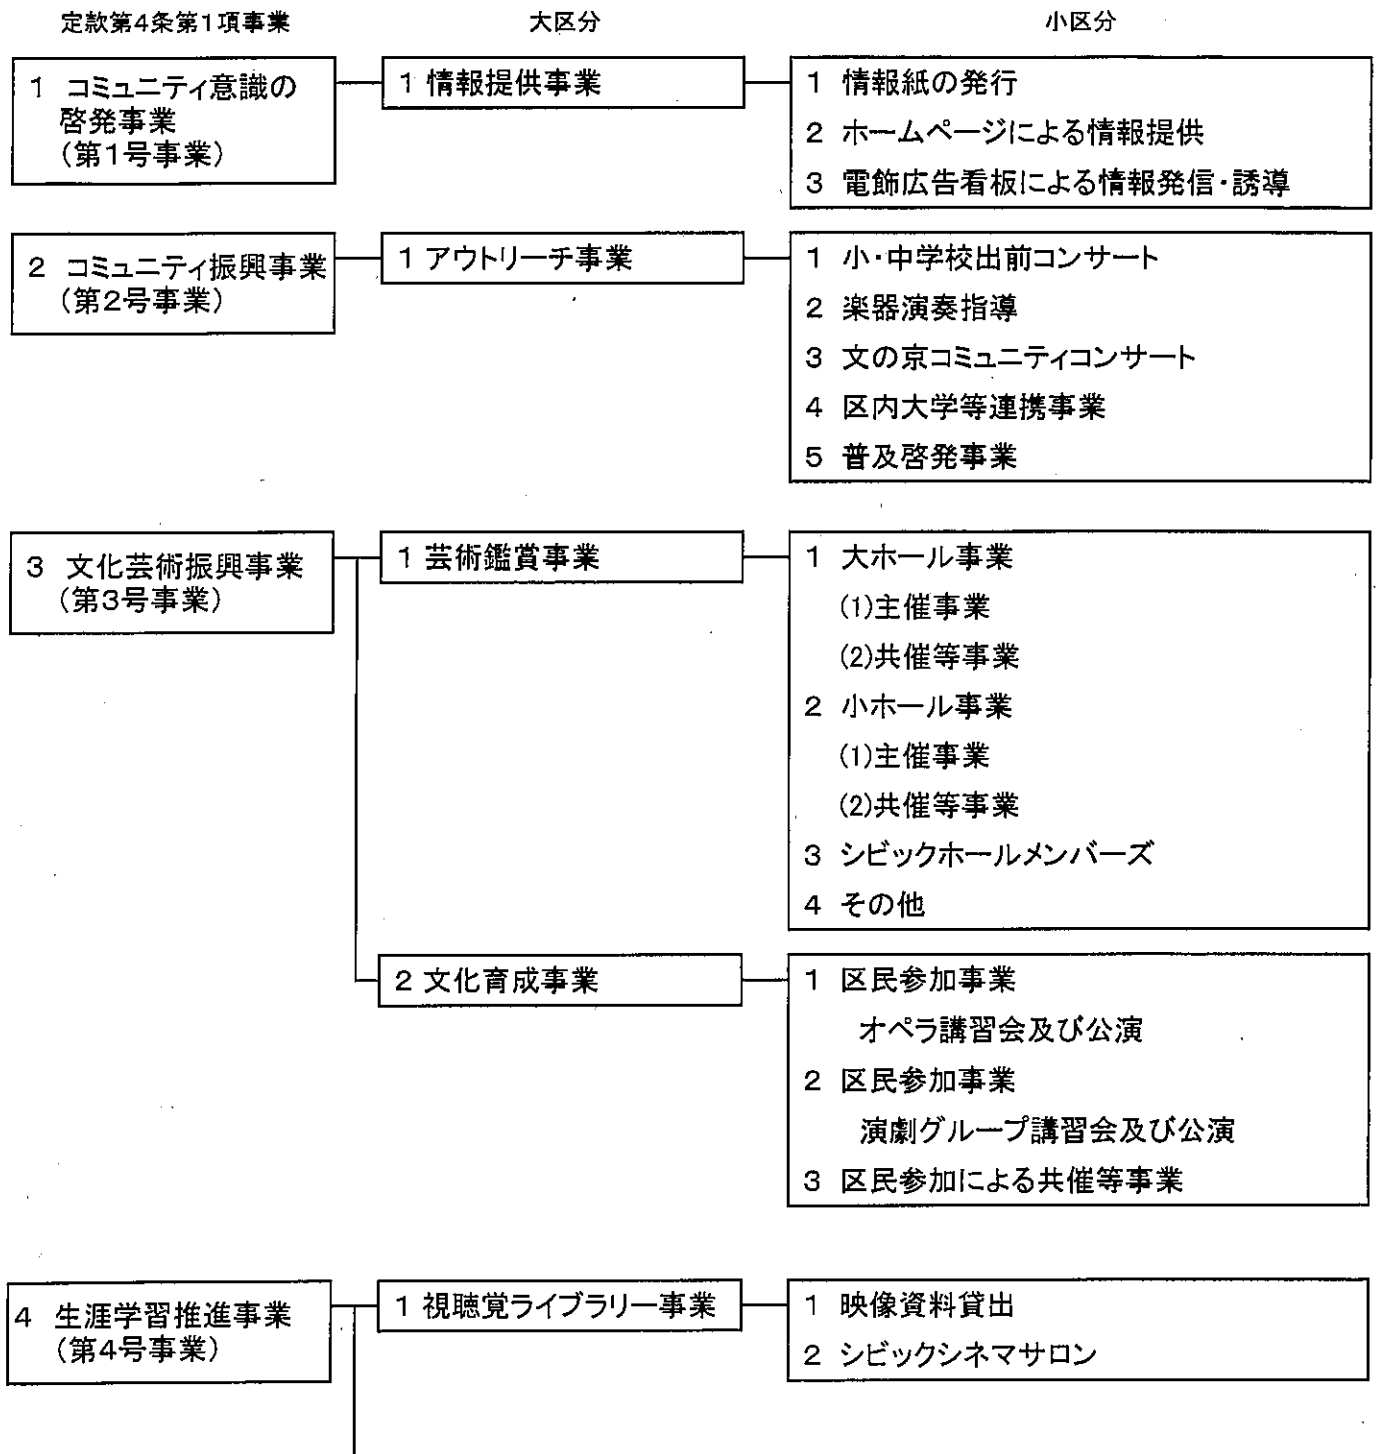 定款第4条第1項事業
大区分
小区分
1 コミュニティ意識の
啓発事業
(第1号事業)
1 情報提供事業
1 情報紙の発行
2 ホームページによる情報提供
3 電飾広告看板による情報発信・誘導
2 コミュニティ振興事業
(第2号事業)
1 アウトリーチ事業
1 小・中学校出前コンサート
2 楽器演奏指導
3 文の京コミュニティコンサート
4 区内大学等連携事業
5 普及啓発事業
3 文化芸術振興事業
(第3号事業)
1 芸術鑑賞事業
1 大ホール事業
(1)主催事業
(2)共催等事業
2 小ホール事業
(1)主催事業
(2)共催等事業
3 シビックホールメンバーズ
4 その他
2 文化育成事業
1 区民参加事業
オペラ講習会及び公演
2 区民参加事業
演劇グループ講習会及び公演
3 区民参加による共催等事業
4 生涯学習推進事業
(第4号事業)
1 視聴覚ライブラリー事業
1 映像資料貸出
2 シビックシネマサロン